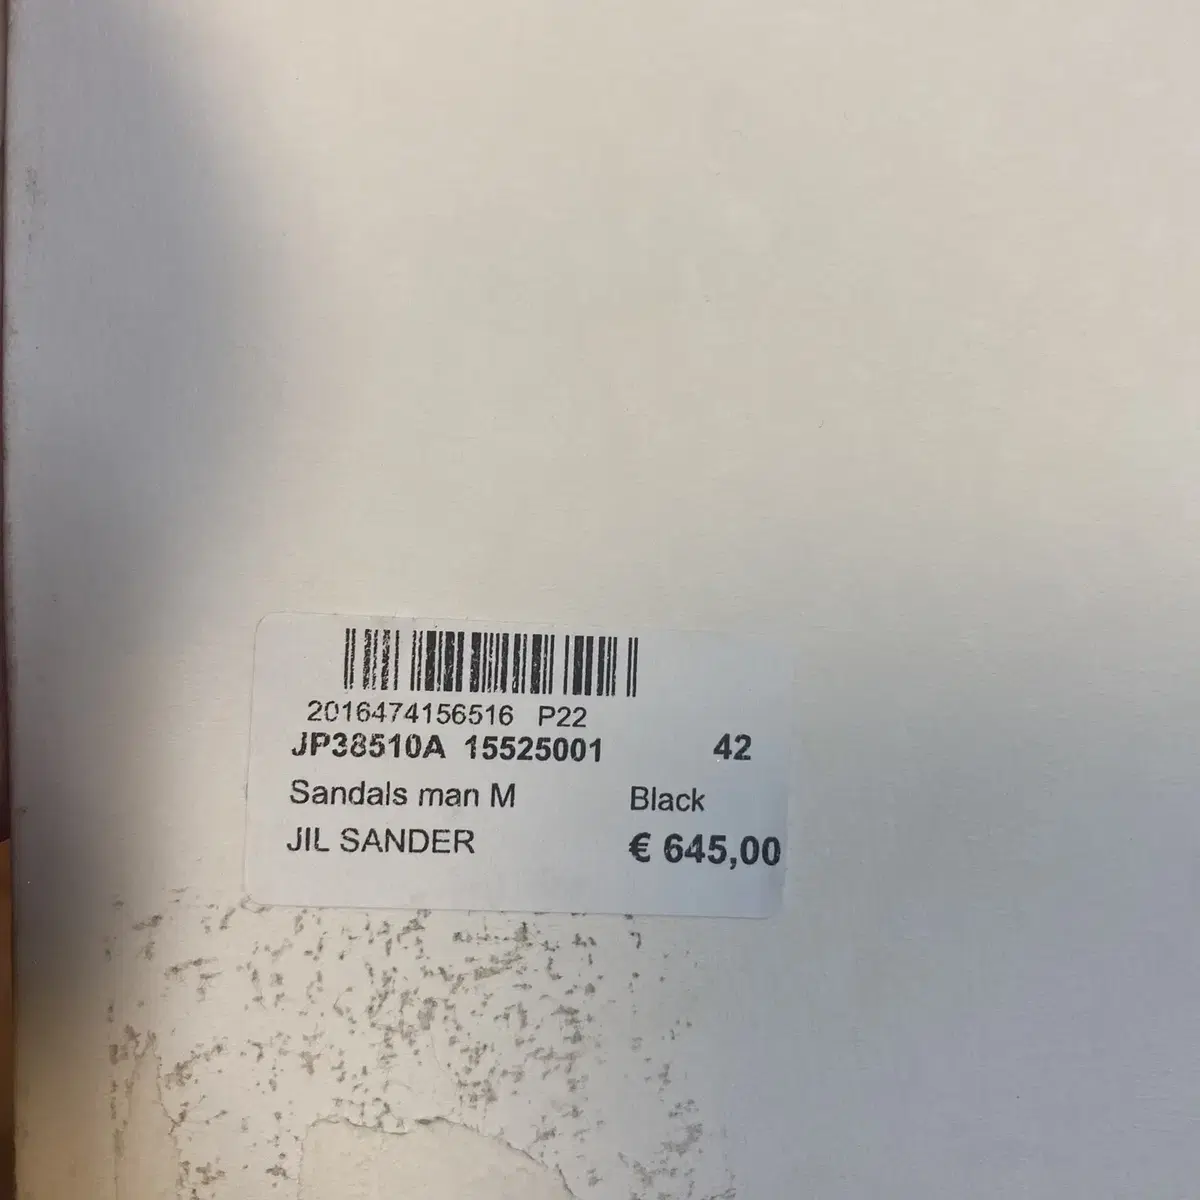 2016474156516 P22
JP38510A 15525001 42
Sandals man M Black
JIL SANDER € 645,00